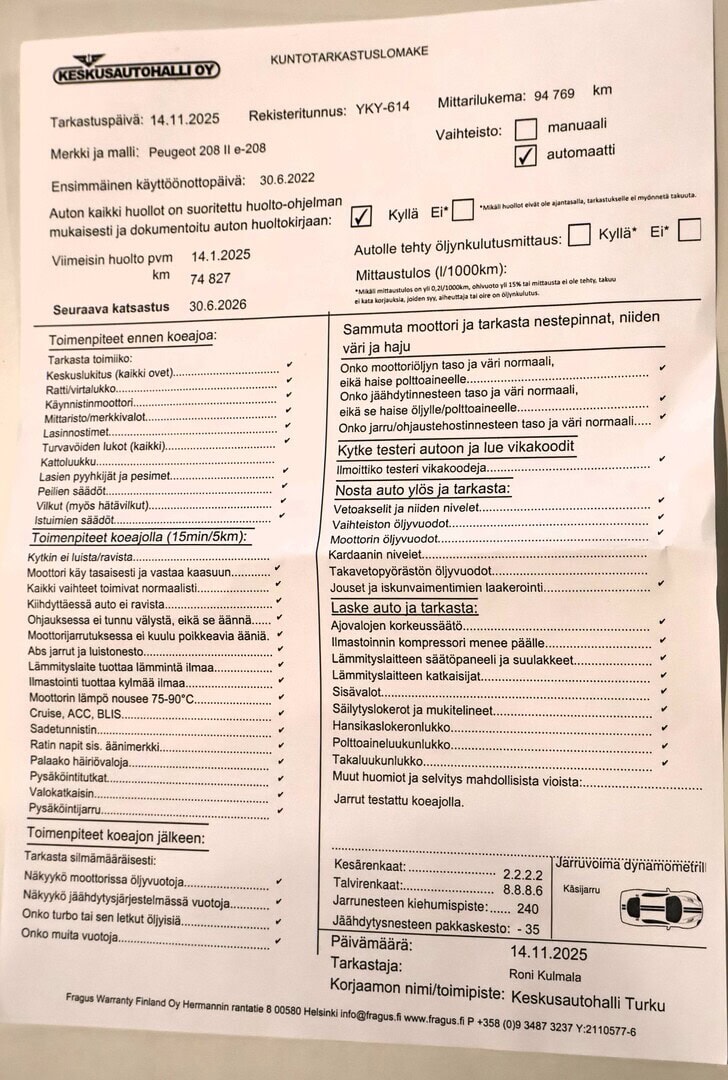 KESKUSAUTOHALLI OY
KUNTOTARKASTUSLOMAKE
Tarkastuspäivä: 14.11.2025
Rekisteritunnus: YKY-614
Mittarilukema: 94 769 km
Merkki ja malli: Peugeot 208 II e-208
Vaihteisto: manuaali
✓ automaatti
Ensimmäinen käyttöönottopäivä: 30.6.2022
Auton kaikki huollot on suoritettu huolto-ohjelman
mukaisesti ja dokumentoitu auton huoltokirjaan: ✓ Kyllä Ei*
*Mikäli huollot eivät ole ajantasalla, tarkastukselle ei myönnetä takuuta.
Viimeisin huolto pvm 14.1.2025
km 74 827
Seuraava katsastus 30.6.2026
Autolle tehty öljynkulutusmittaus: Kyllä* Ei*
Mittaustulos (l/1000km):
*Mikäli mittaustulos on yli 0,2l/1000km, ohivuoto yli 15% tai mittausta ei ole tehty, takuu
ei kata korjauksia, joiden syy, aiheuttaja tai oire on öljynkulutus.
Toimenpiteet ennen koeajoa:
Tarkasta toimiiko:
Keskuslukitus (kaikki ovet) ✓
Ratti/virtalukko ✓
Käynnistinmoottori ✓
Mittaristo/merkkivalot ✓
Lasinnostimet ✓
Turvavöiden lukot (kaikki) ✓
Kattoluukku
Lasien pyyhkijät ja pesimet ✓
Peilien säädöt ✓
Vilkut (myös hätävilkut) ✓
Istuimien säädöt ✓
Toimenpiteet koeajolla (15min/5km):
Kytkin ei luista/ravista
Moottori käy tasaisesti ja vastaa kaasuun ✓
Kaikki vaihteet toimivat normaalisti ✓
Kiihdyttäessä auto ei ravista ✓
Ohjauksessa ei tunnu välystä, eikä se äännä ✓
Moottorijarrutuksessa ei kuulu poikkeavia ääniä. ✓
Abs jarrut ja luistonesto ✓
Lämmityslaite tuottaa lämmintä ilmaa ✓
Ilmastointi tuottaa kylmää ilmaa ✓
Moottorin lämpö nousee 75-90°C ✓
Cruise, ACC, BLIS ✓
Sadetunnistin ✓
Ratin napit sis. äänimerkki ✓
Palaako häiriövaloja ✓
Pysäköintitutkat ✓
Valokatkaisin ✓
Pysäköintijarru ✓
Toimenpiteet koeajon jälkeen:
Tarkasta silmämääräisesti:
Näkyykö moottorissa öljyvuotoja ✓
Näkyykö jäähdytysjärjestelmässä vuotoja ✓
Onko turbo tai sen letkut öljyisiä ✓
Onko muita vuotoja ✓
Sammuta moottori ja tarkasta nestepinnat, niiden
väri ja haju
Onko moottoriöljyn taso ja väri normaali,
eikä haise polttoaineelle ✓
Onko jäähdytinnesteen taso ja väri normaali,
eikä se haise öljylle/polttoaineelle ✓
Onko jarru/ohjaustehostinnesteen taso ja väri normaali ✓
Kytke testeri autoon ja lue vikakoodit
Ilmoittiko testeri vikakoodeja ✓
Nosta auto ylös ja tarkasta:
Vetoakselit ja niiden nivelet ✓
Vaihteiston öljyvuodot ✓
Moottorin öljyvuodot ✓
Kardaanin nivelet
Takavetopyörästön öljyvuodot
Jouset ja iskunvaimentimien laakerointi ✓
Laske auto ja tarkasta:
Ajovalojen korkeussäätö ✓
Ilmastoinnin kompressori menee päälle ✓
Lämmityslaitteen säätöpaneeli ja suulakkeet ✓
Lämmityslaitteen katkaisijat ✓
Sisävalot ✓
Säilytyslokerot ja mukitelineet ✓
Hansikaslokeronlukko ✓
Polttoaineluukunlukko ✓
Takaluukunlukko ✓
Muut huomiot ja selvitys mahdollisista vioista:
Jarrut testattu koeajolla.
Kesärenkaat: 2.2.2.2
Talvirenkaat: 8.8.8.6
Jarrunesteen kiehumispiste: 240
Jäähdytysnesteen pakkaskesto: - 35
Jarruvoima dynamometril
Käsijarru
Päivämäärä: 14.11.2025
Tarkastaja: Roni Kulmala
Korjaamon nimi/toimipiste: Keskusautohalli Turku
Fragus Warranty Finland Oy Hermannin rantatie 8 00580 Helsinki info@fragus.fi www.fragus.fi P +358 (0)9 3487 3237 Y:2110577-6